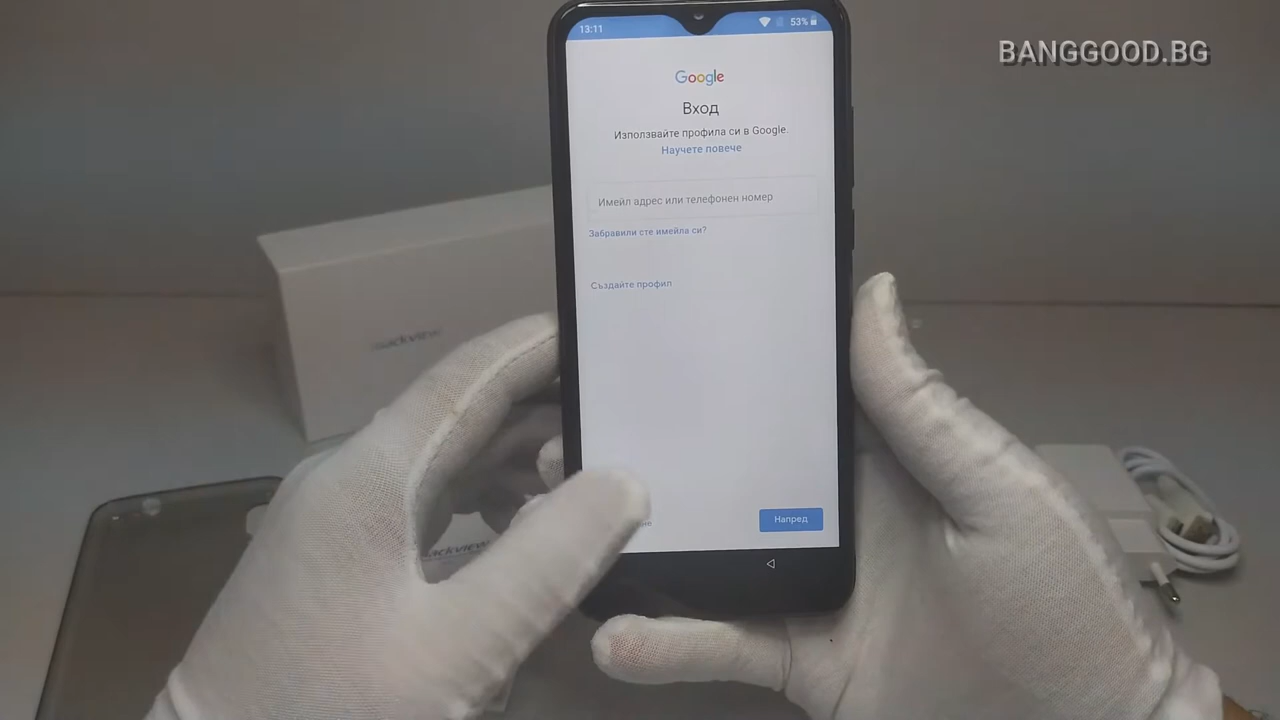 13:11
53%
BANGGOOD.BG
Google
Вход
Използвайте профила си в Google.
Научете повече
Имейл адрес или телефонен номер
Забравили сте имейла си?
Създайте профил
Напред